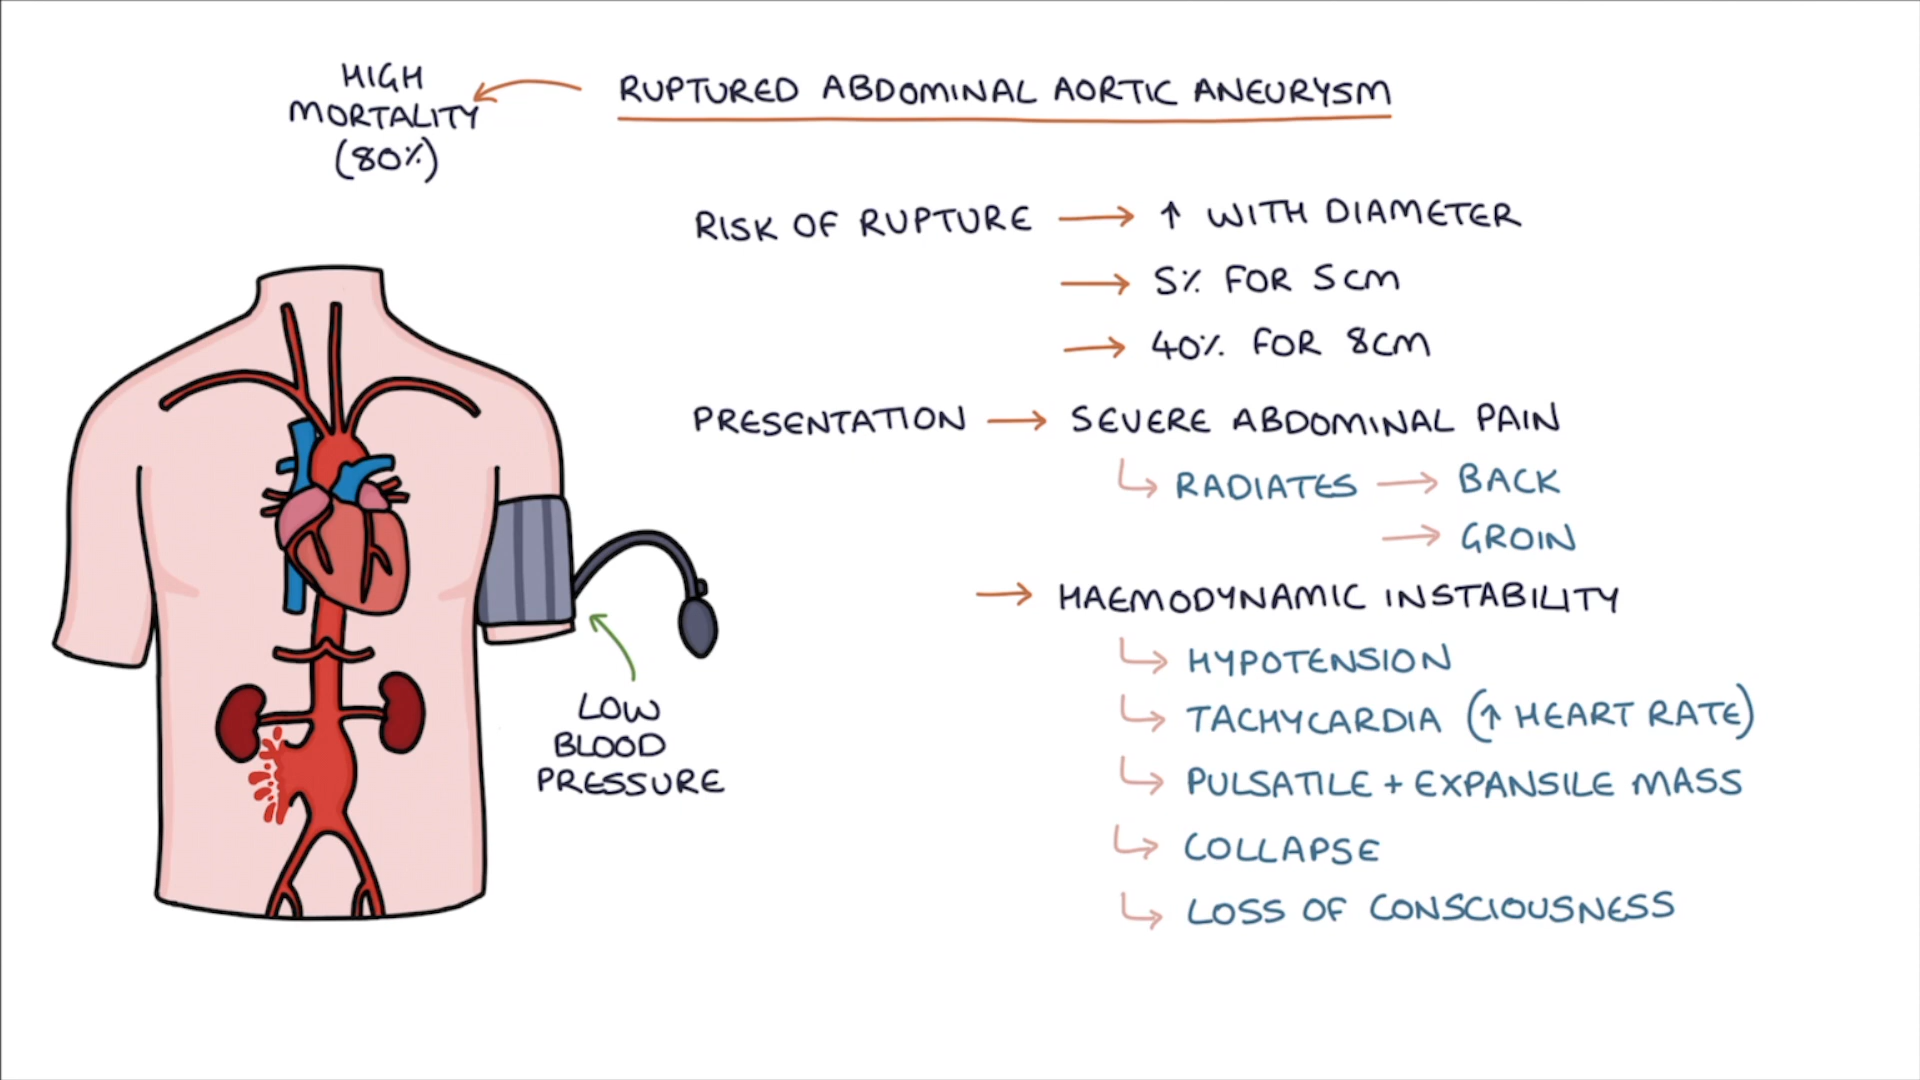 HIGH
MORTALITY
(80%)
RUPTURED ABDOMINAL AORTIC ANEURYSM
RISK OF RUPTURE → ↑ WITH DIAMETER
→ 5% FOR 5cm
→ 40% FOR 8cm
PRESENTATION → SEVERE ABDOMINAL PAIN
↳ RADIATES → BACK
→ GROIN
→ HAEMODYNAMIC INSTABILITY
↳ HYPOTENSION
↳ TACHYCARDIA (↑ HEART RATE)
↳ PULSATILE + EXPANSILE MASS
↳ COLLAPSE
↳ LOSS OF CONSCIOUSNESS
LOW
BLOOD
PRESSURE